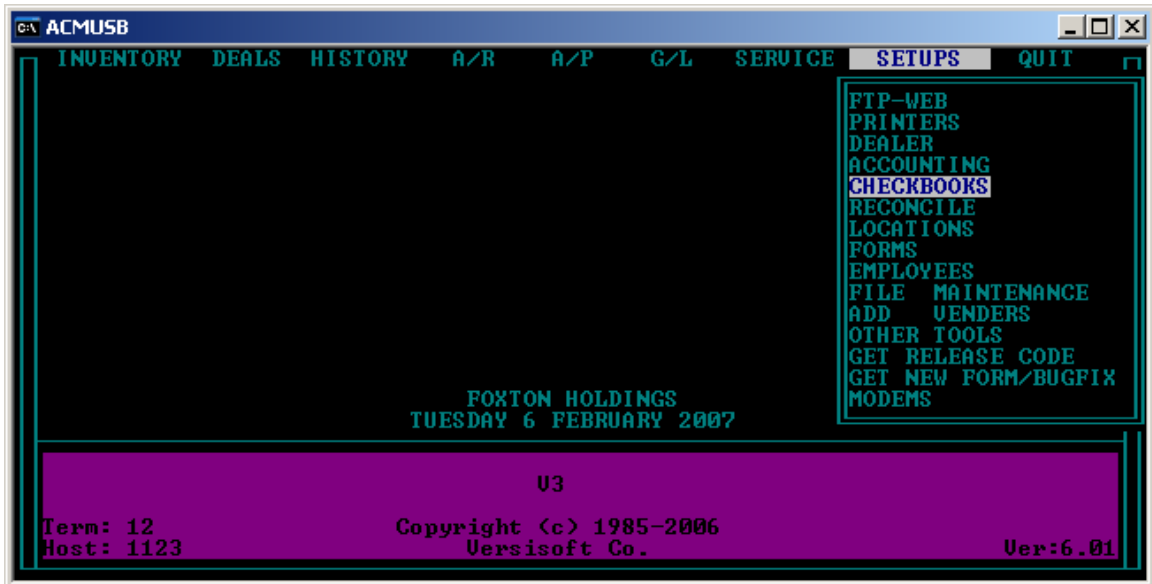 C:\ ACMUSB
INVENTORY DEALS HISTORY A/R A/P G/L SERVICE SETUPS QUIT
FTP-WEB
PRINTERS
DEALER
ACCOUNTING
CHECKBOOKS
RECONCILE
LOCATIONS
FORMS
EMPLOYEES
FILE MAINTENANCE
ADD VENDERS
OTHER TOOLS
GET RELEASE CODE
GET NEW FORM/BUGFIX
MODEMS
FOXTON HOLDINGS
TUESDAY 6 FEBRUARY 2007
V3
Term: 12 Copyright (c) 1985-2006
Host: 1123 Versisoft Co. Ver:6.01